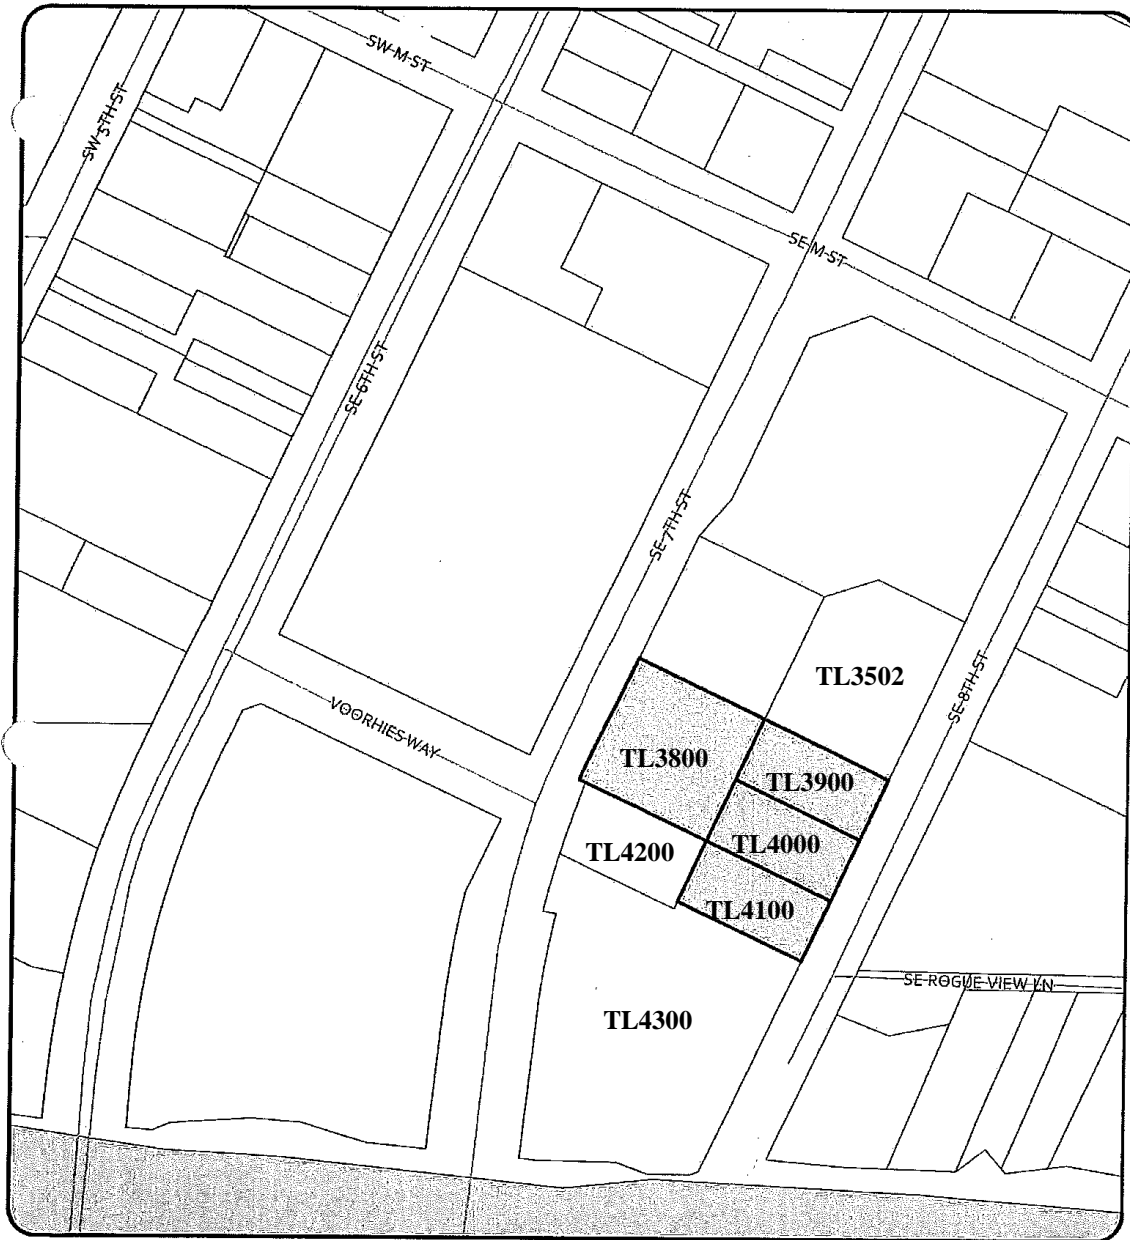 SW M ST
SW 5TH ST
SE M ST
SE 6TH ST
SE 7TH ST
TL3502
SE 8TH ST
VOORHIES WAY
TL3800
TL3900
TL4000
TL4200
TL4100
SE ROGUE VIEW LN
TL4300